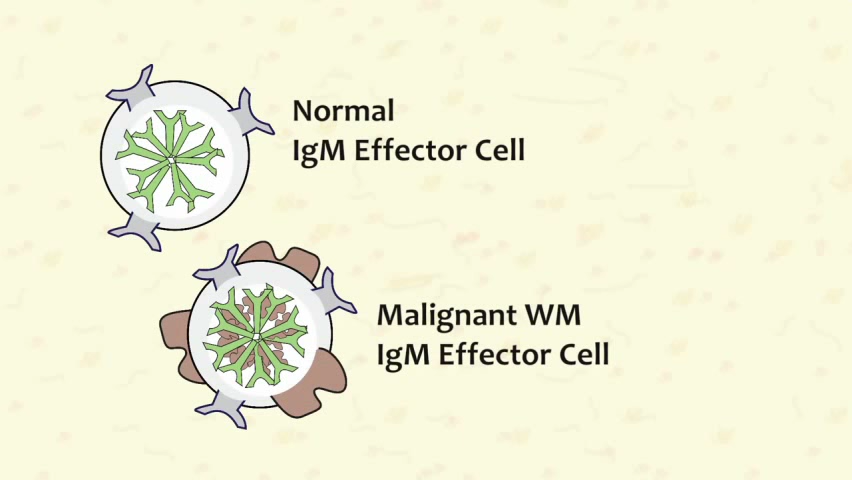 Normal
IgM Effector Cell
Malignant WM
IgM Effector Cell